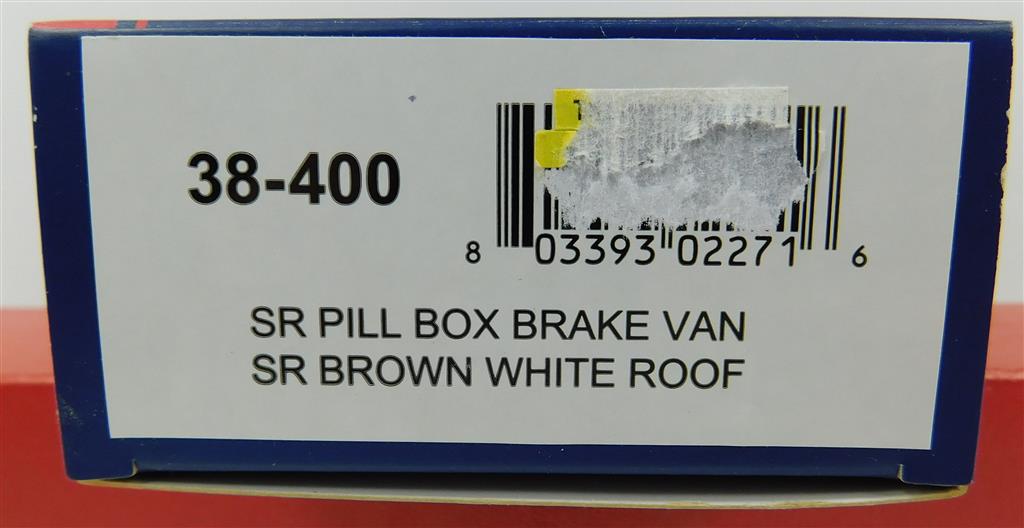 38-400
8 03393 02271 6
SR PILL BOX BRAKE VAN
SR BROWN WHITE ROOF